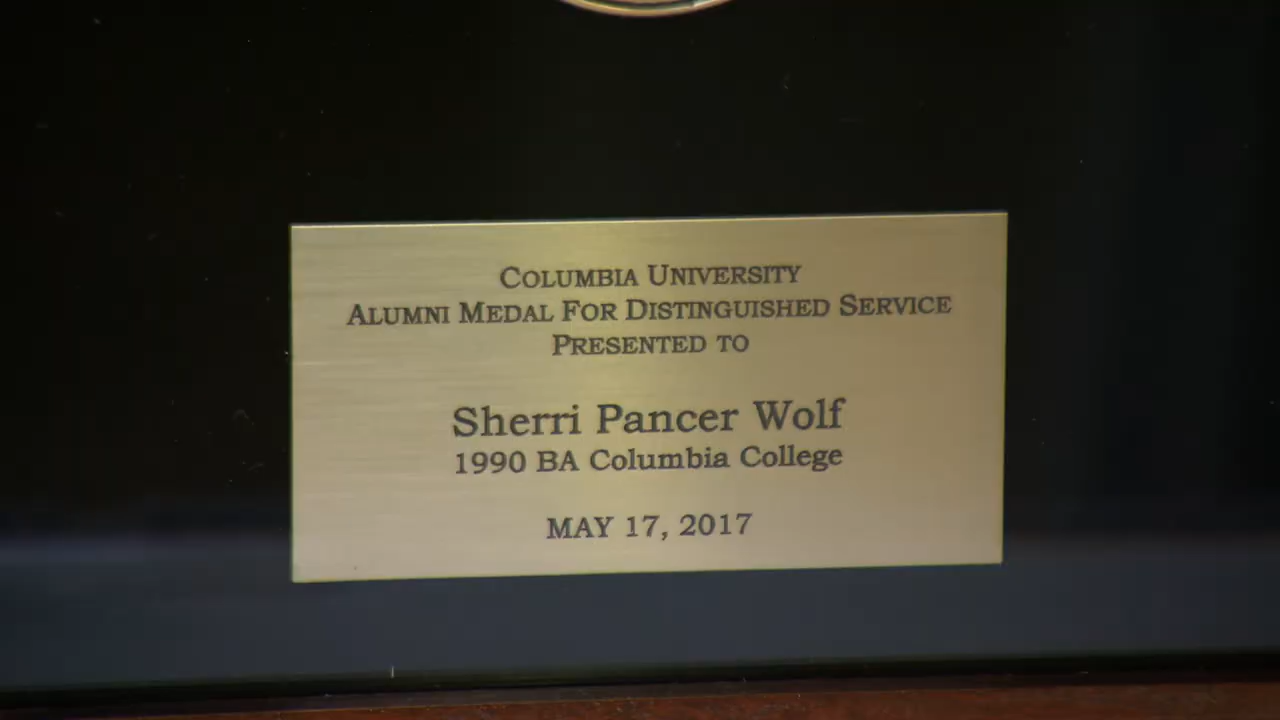 COLUMBIA UNIVERSITY
ALUMNI MEDAL FOR DISTINGUISHED SERVICE
PRESENTED TO
Sherri Pancer Wolf
1990 BA Columbia College
MAY 17, 2017